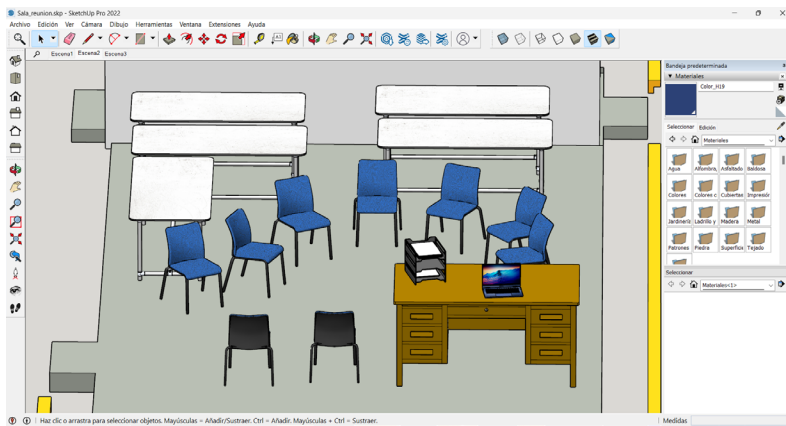 Sala_reunion.skp - SketchUp Pro 2022
Archivo Edición Ver Cámara Dibujo Herramientas Ventana Extensiones Ayuda
Escena1 Escena2 Escena3
Bandeja predeterminada
Materiales
Color_H19
Seleccionar Edición
Materiales
Agua Alfombra, Asfaltado Baldosa
Colores Colores c Cubiertas Impresión
Jardinería Ladrillo y Madera Metal
Patrones Piedra Superficie Tejado
Seleccionar
Materiales<1>
Haz clic o arrastra para seleccionar objetos. Mayúsculas = Añadir/Sustraer. Ctrl = Añadir. Mayúsculas + Ctrl = Sustraer.
Medidas